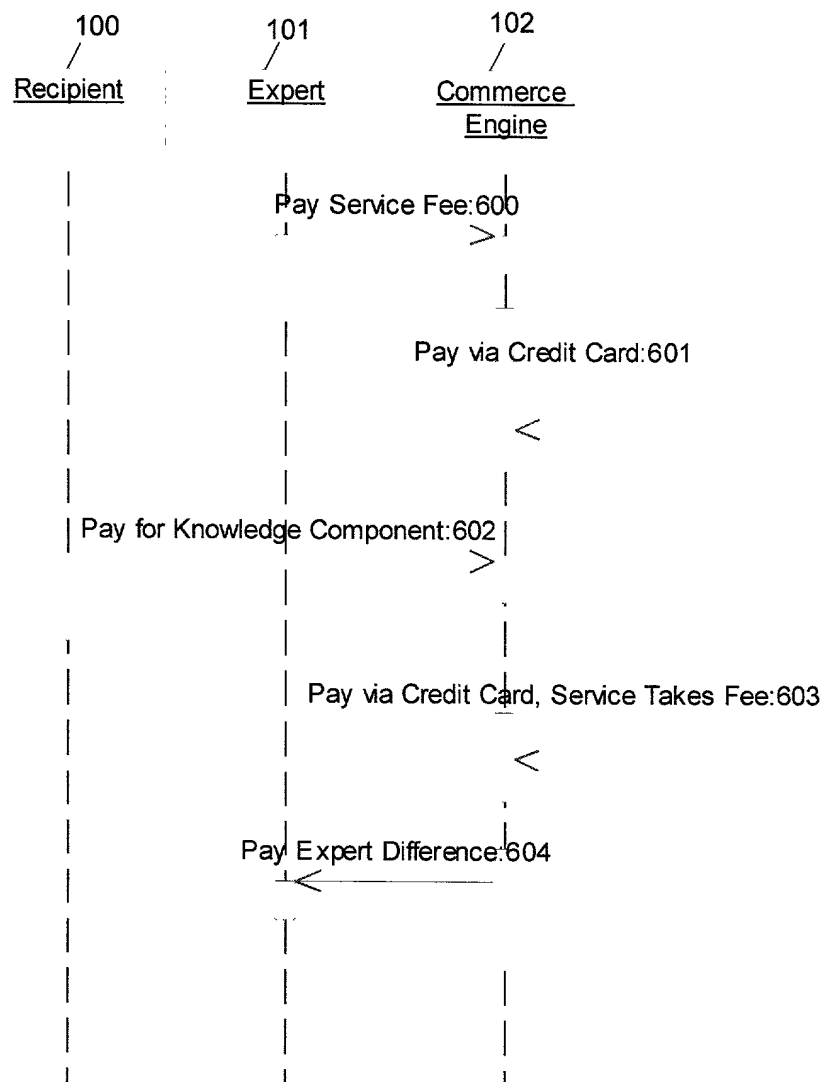 100
101
102
Recipient
Expert
Commerce
Engine
Pay Service Fee:600
Pay via Credit Card:601
Pay for Knowledge Component:602
Pay via Credit Card, Service Takes Fee:603
Pay Expert Difference:604